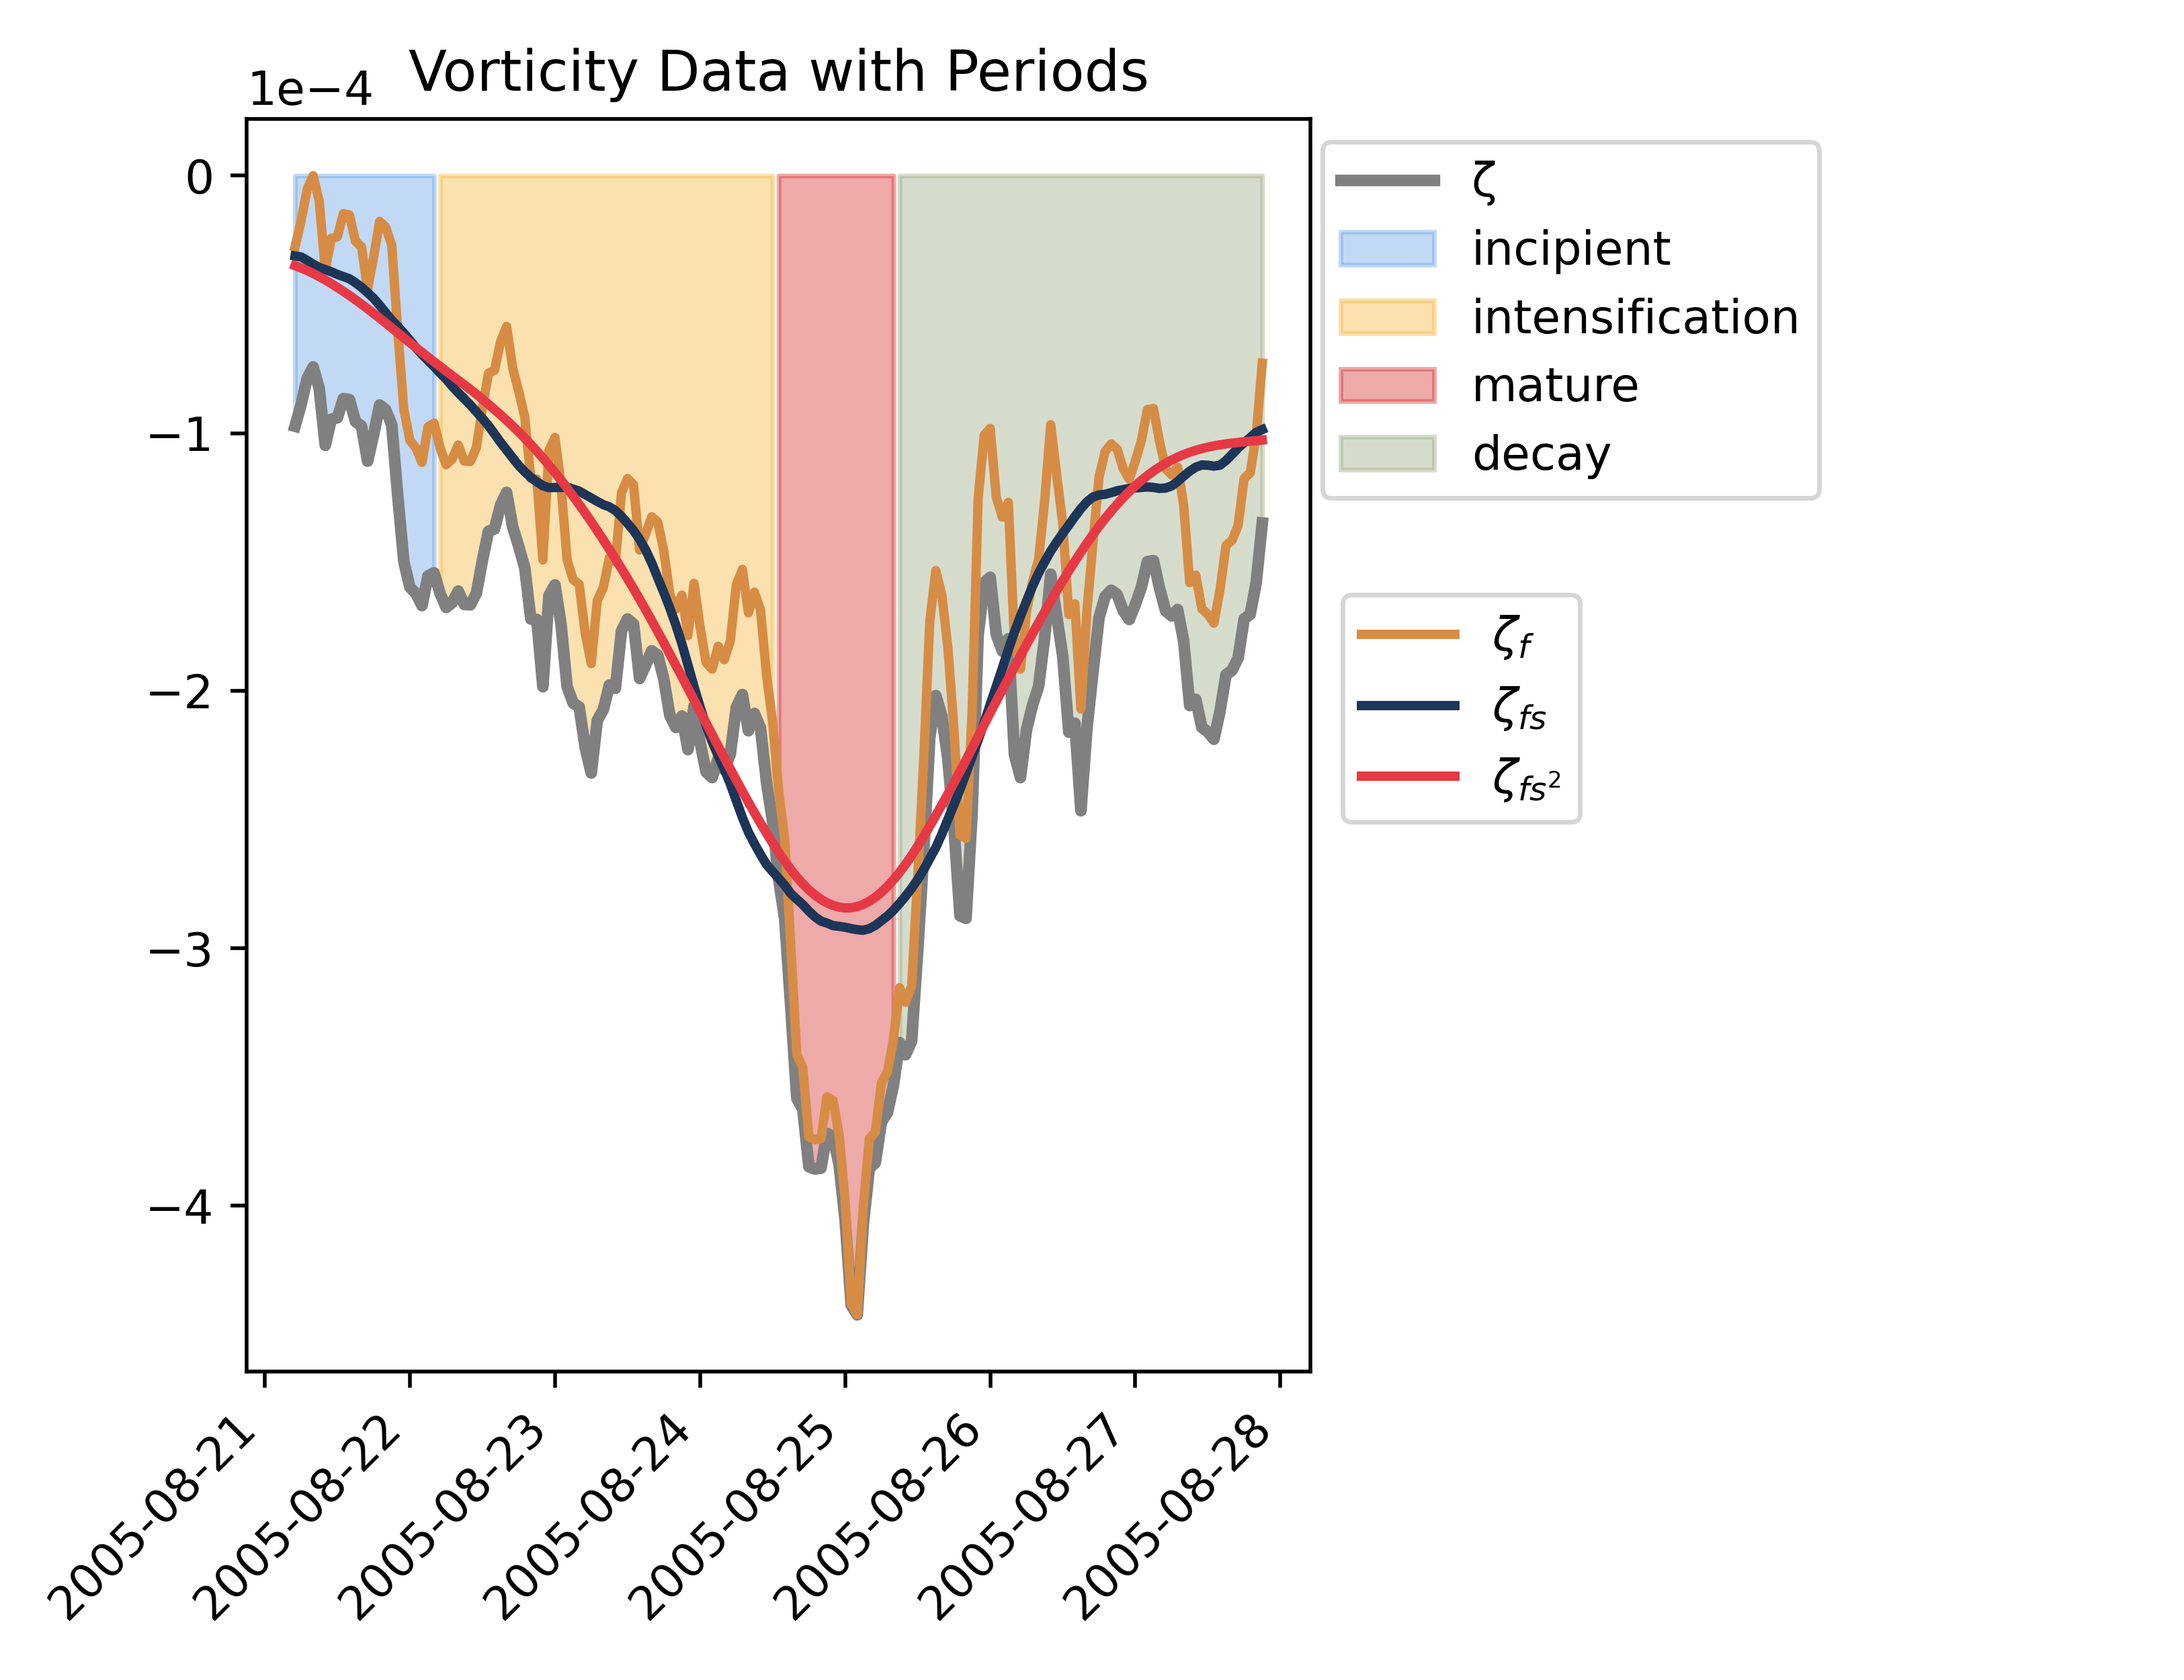 Vorticity Data with Periods
1e−4
0
−1
−2
−3
−4
2005-08-21
2005-08-22
2005-08-23
2005-08-24
2005-08-25
2005-08-26
2005-08-27
2005-08-28
ζ
incipient
intensification
mature
decay
ζf
ζfs
ζfs²